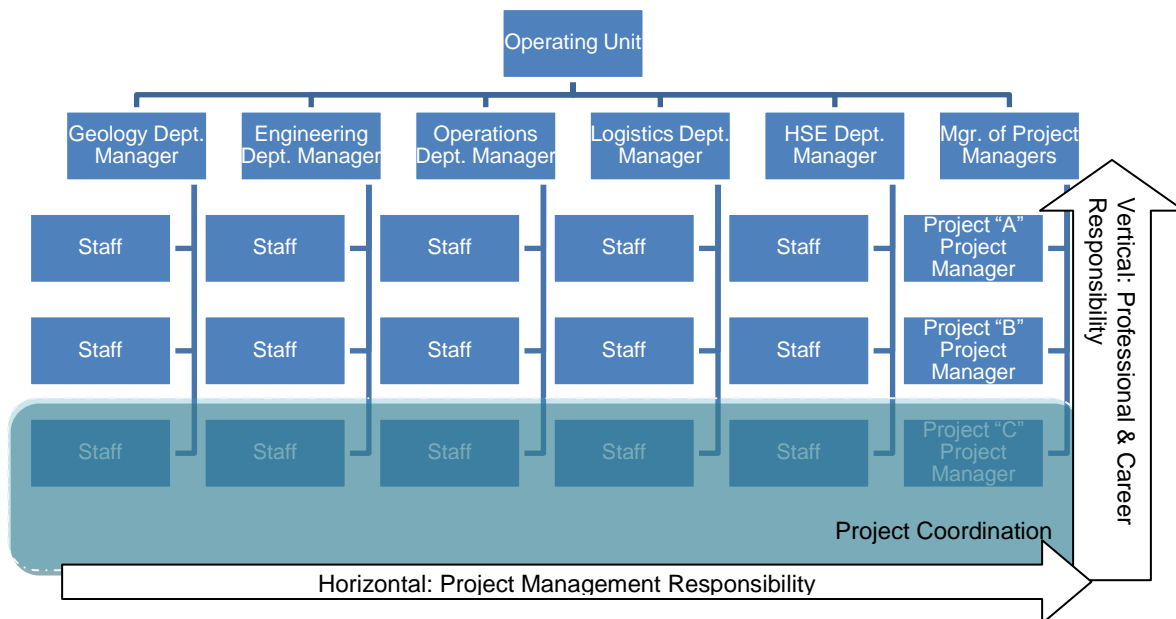 Operating Unit
Geology Dept.
Manager
Engineering
Dept. Manager
Operations
Dept. Manager
Logistics Dept.
Manager
HSE Dept.
Manager
Mgr. of Project
Managers
Staff
Staff
Staff
Staff
Staff
Project “A”
Project
Manager
Staff
Staff
Staff
Staff
Staff
Project “B”
Project
Manager
Staff
Staff
Staff
Staff
Staff
Project “C”
Project
Manager
Project Coordination
Horizontal: Project Management Responsibility
Vertical: Professional & Career
Responsibility